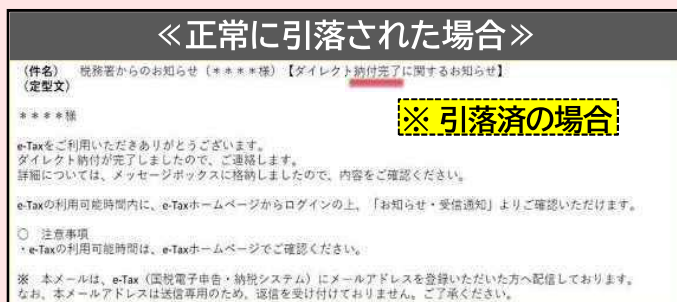 ≪正常に引落された場合≫
(件名) 税務署からのお知らせ(＊＊＊＊様)【ダイレクト納付完了に関するお知らせ】
(定型文)
＊＊＊＊様
※ 引落済の場合
e-Taxをご利用いただきありがとうございます。
ダイレクト納付が完了しましたので、ご連絡します。
詳細については、メッセージボックスに格納しましたので、内容をご確認ください。
e-Taxの利用可能時間内に、e-Taxホームページからログインの上、「お知らせ・受信通知」よりご確認いただけます。
○ 注意事項
・e-Taxの利用可能時間は、e-Taxホームページでご確認ください。
※ 本メールは、e-Tax(国税電子申告・納税システム)にメールアドレスを登録いただいた方へ配信しております。
なお、本メールアドレスは送信専用のため、返信を受け付けておりません。ご了承ください。